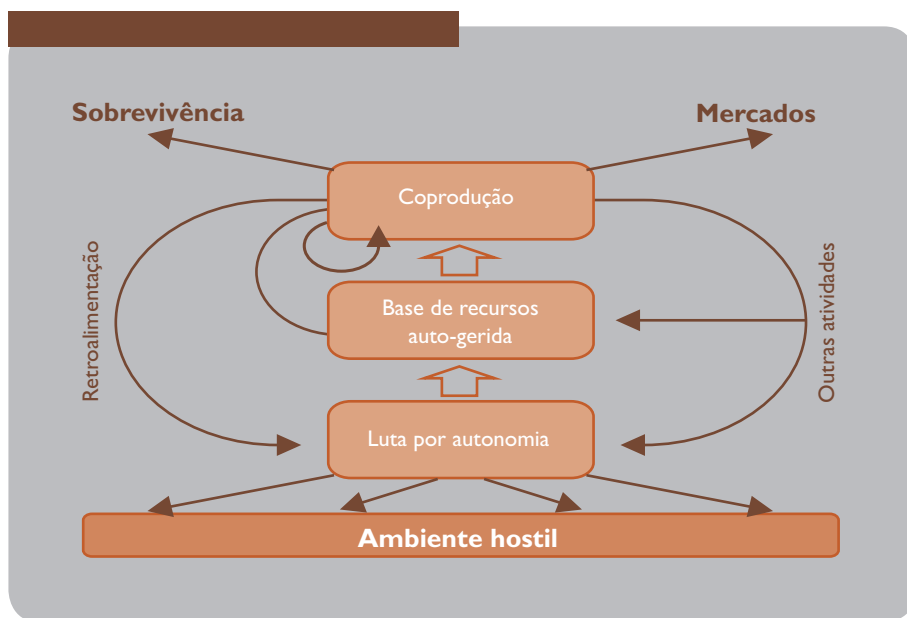 Sobrevivência
Mercados
Coprodução
Retroalimentação
Outras atividades
Base de recursos
auto-gerida
Luta por autonomia
Ambiente hostil